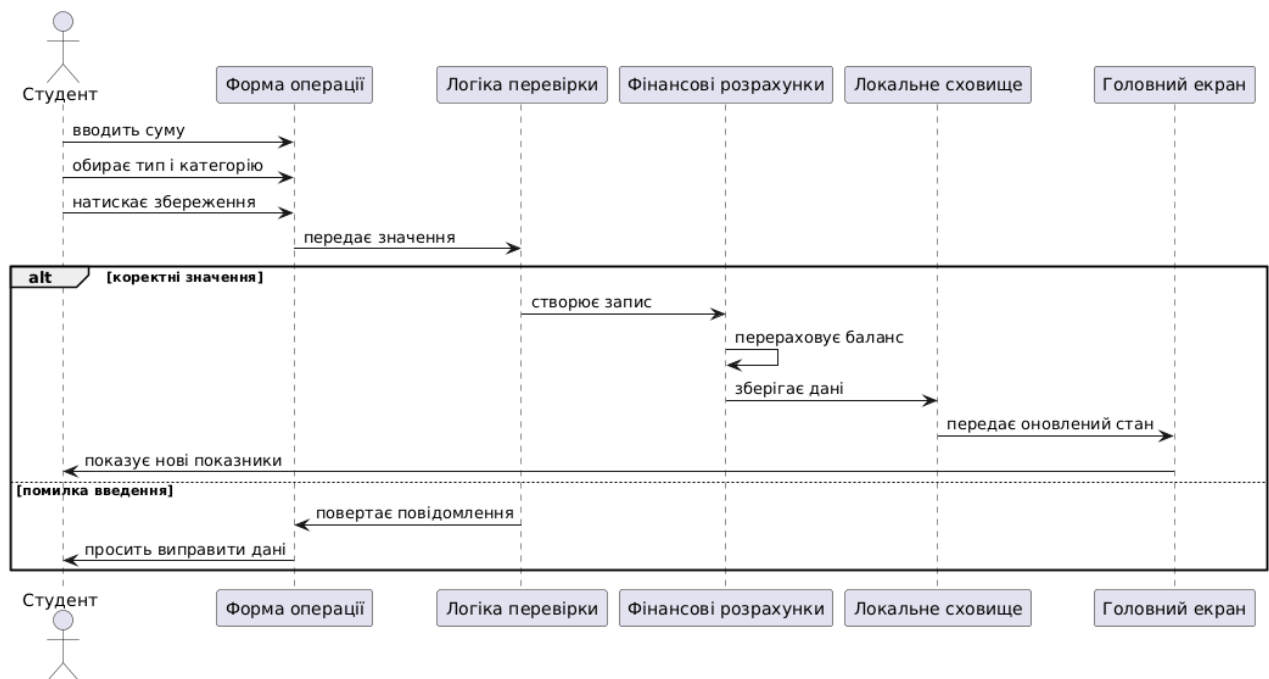 Студент
Форма операції
Логіка перевірки
Фінансові розрахунки
Локальне сховище
Головний екран
вводить суму
обирає тип і категорію
натискає збереження
передає значення
alt [коректні значення]
створює запис
перераховує баланс
зберігає дані
передає оновлений стан
показує нові показники
[помилка введення]
повертає повідомлення
просить виправити дані
Студент
Форма операції
Логіка перевірки
Фінансові розрахунки
Локальне сховище
Головний екран